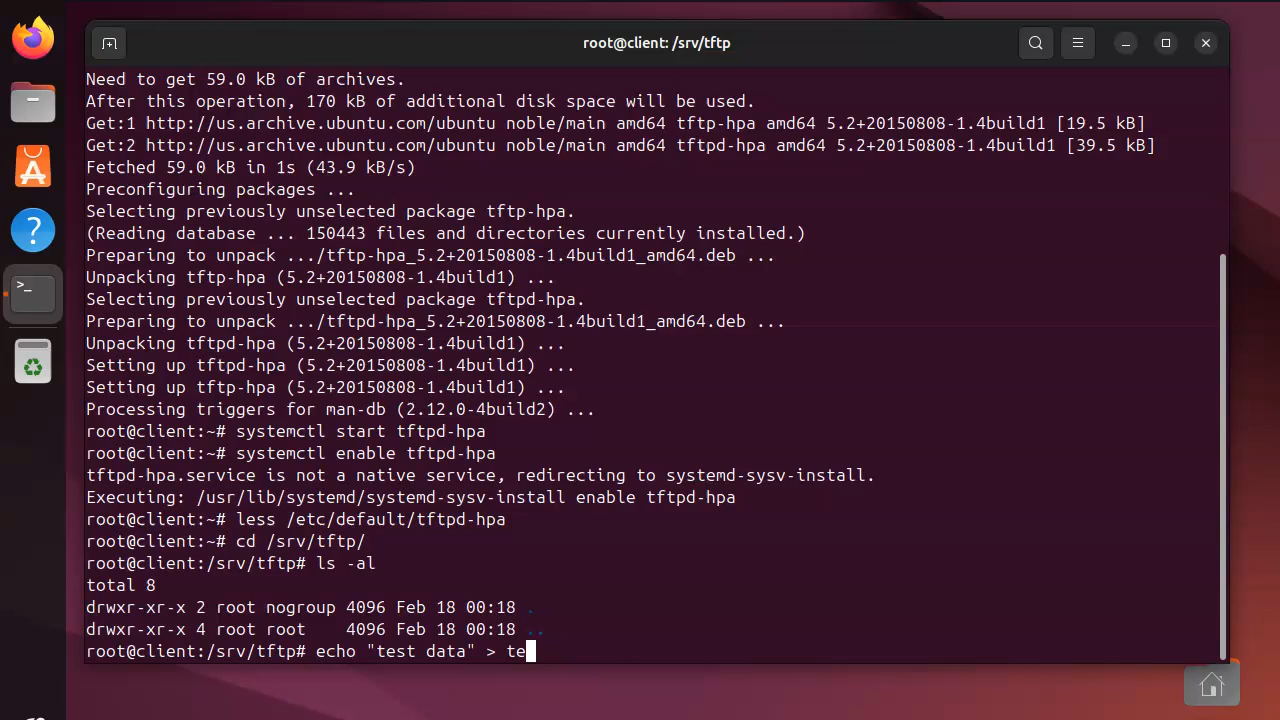 root@client: /srv/tftp
Need to get 59.0 kB of archives.
After this operation, 170 kB of additional disk space will be used.
Get:1 http://us.archive.ubuntu.com/ubuntu noble/main amd64 tftp-hpa amd64 5.2+20150808-1.4build1 [19.5 kB]
Get:2 http://us.archive.ubuntu.com/ubuntu noble/main amd64 tftpd-hpa amd64 5.2+20150808-1.4build1 [39.5 kB]
Fetched 59.0 kB in 1s (43.9 kB/s)
Preconfiguring packages ...
Selecting previously unselected package tftp-hpa.
(Reading database ... 150443 files and directories currently installed.)
Preparing to unpack .../tftp-hpa_5.2+20150808-1.4build1_amd64.deb ...
Unpacking tftp-hpa (5.2+20150808-1.4build1) ...
Selecting previously unselected package tftpd-hpa.
Preparing to unpack .../tftpd-hpa_5.2+20150808-1.4build1_amd64.deb ...
Unpacking tftpd-hpa (5.2+20150808-1.4build1) ...
Setting up tftpd-hpa (5.2+20150808-1.4build1) ...
Setting up tftp-hpa (5.2+20150808-1.4build1) ...
Processing triggers for man-db (2.12.0-4build2) ...
root@client:~# systemctl start tftpd-hpa
root@client:~# systemctl enable tftpd-hpa
tftpd-hpa.service is not a native service, redirecting to systemd-sysv-install.
Executing: /usr/lib/systemd/systemd-sysv-install enable tftpd-hpa
root@client:~# less /etc/default/tftpd-hpa
root@client:~# cd /srv/tftp/
root@client:/srv/tftp# ls -al
total 8
drwxr-xr-x 2 root nogroup 4096 Feb 18 00:18 .
drwxr-xr-x 4 root root    4096 Feb 18 00:18 ..
root@client:/srv/tftp# echo "test data" > te